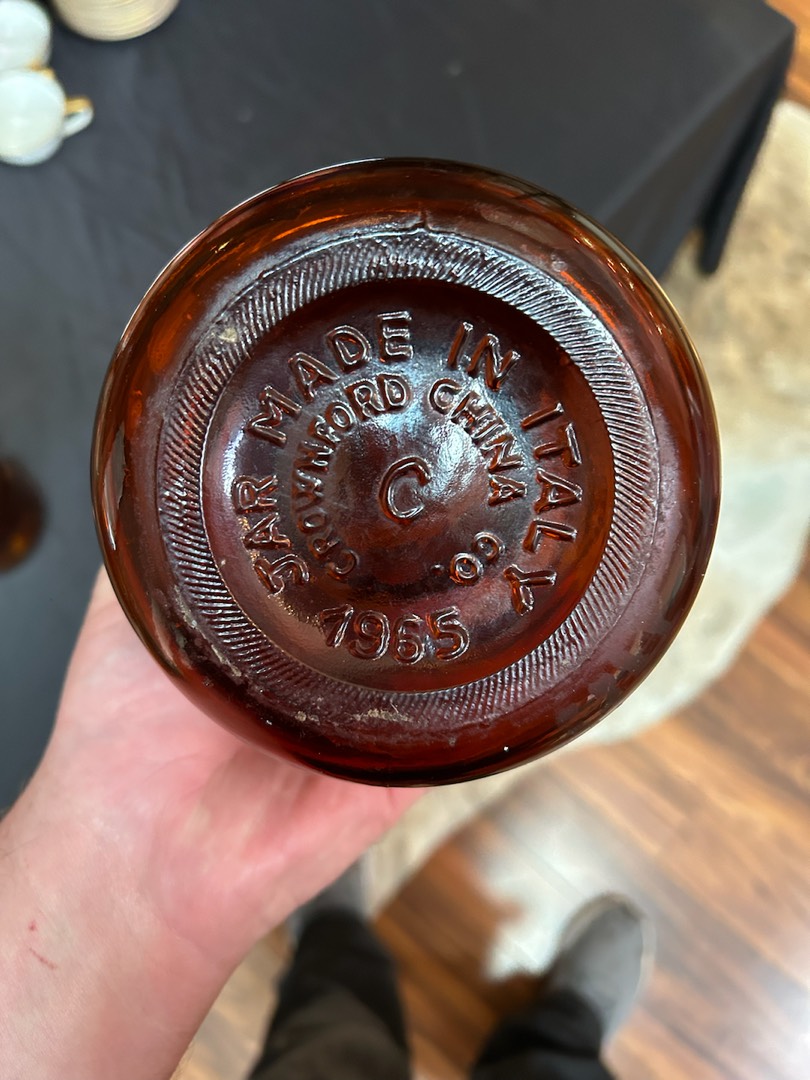 JAR MADE IN ITALY
CROWNFORD CHINA CO.
C
1965